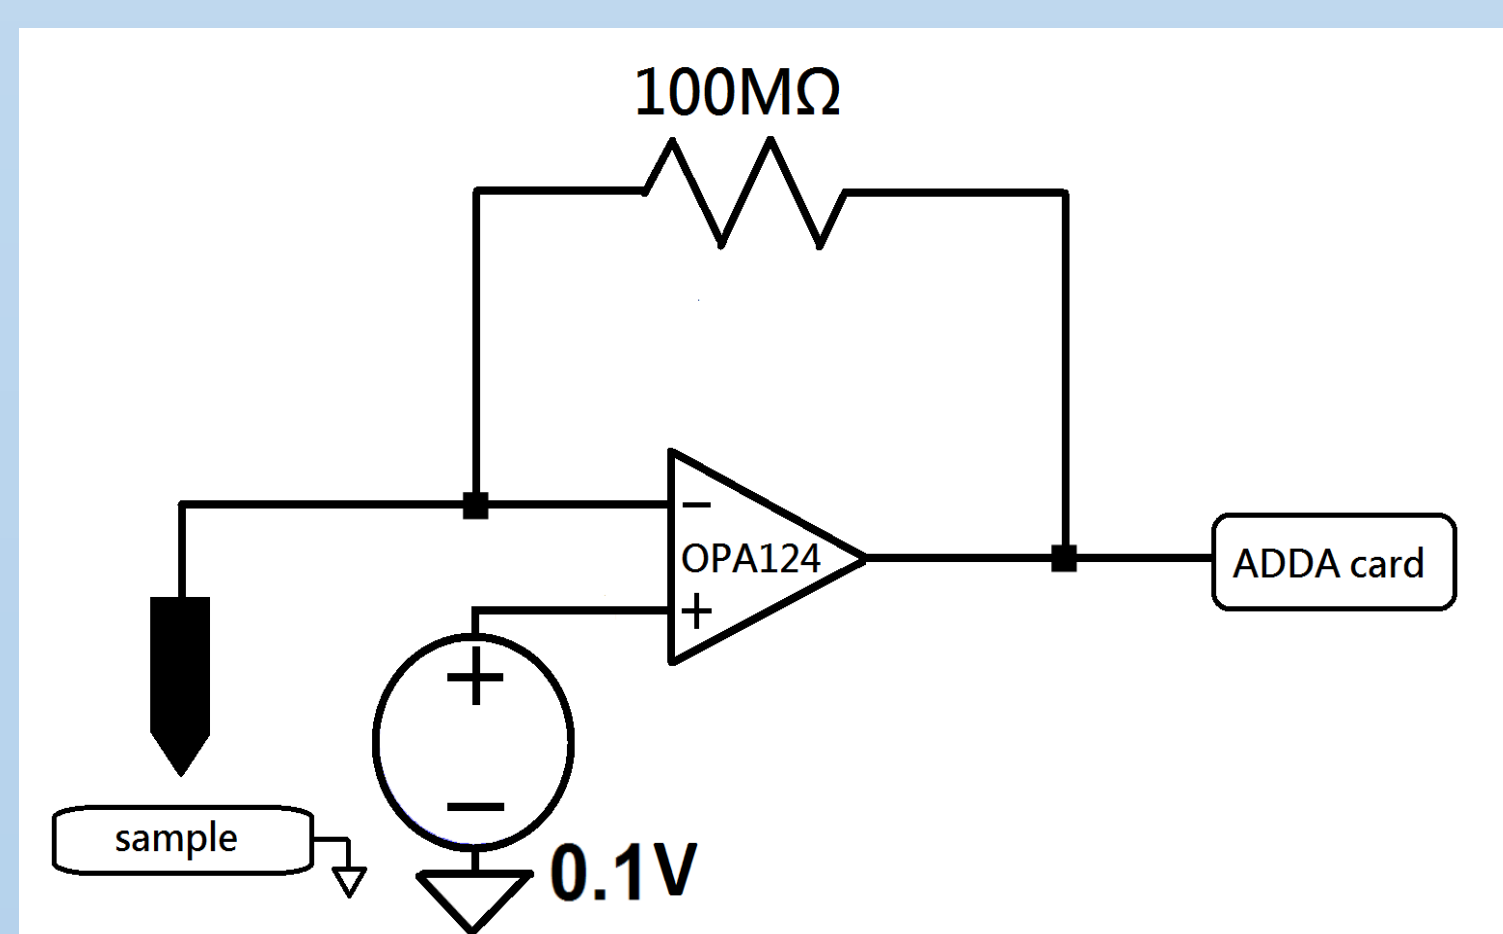 100MΩ
−
OPA124
+
ADDA card
+
−
sample
0.1V